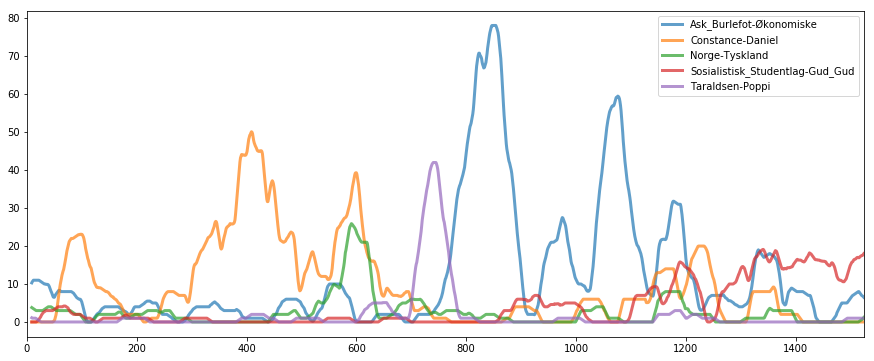 80
70
60
50
40
30
20
10
0
0 200 400 600 800 1000 1200 1400
Ask_Burlefot-Økonomiske
Constance-Daniel
Norge-Tyskland
Sosialistisk_Studentlag-Gud_Gud
Taraldsen-Poppi